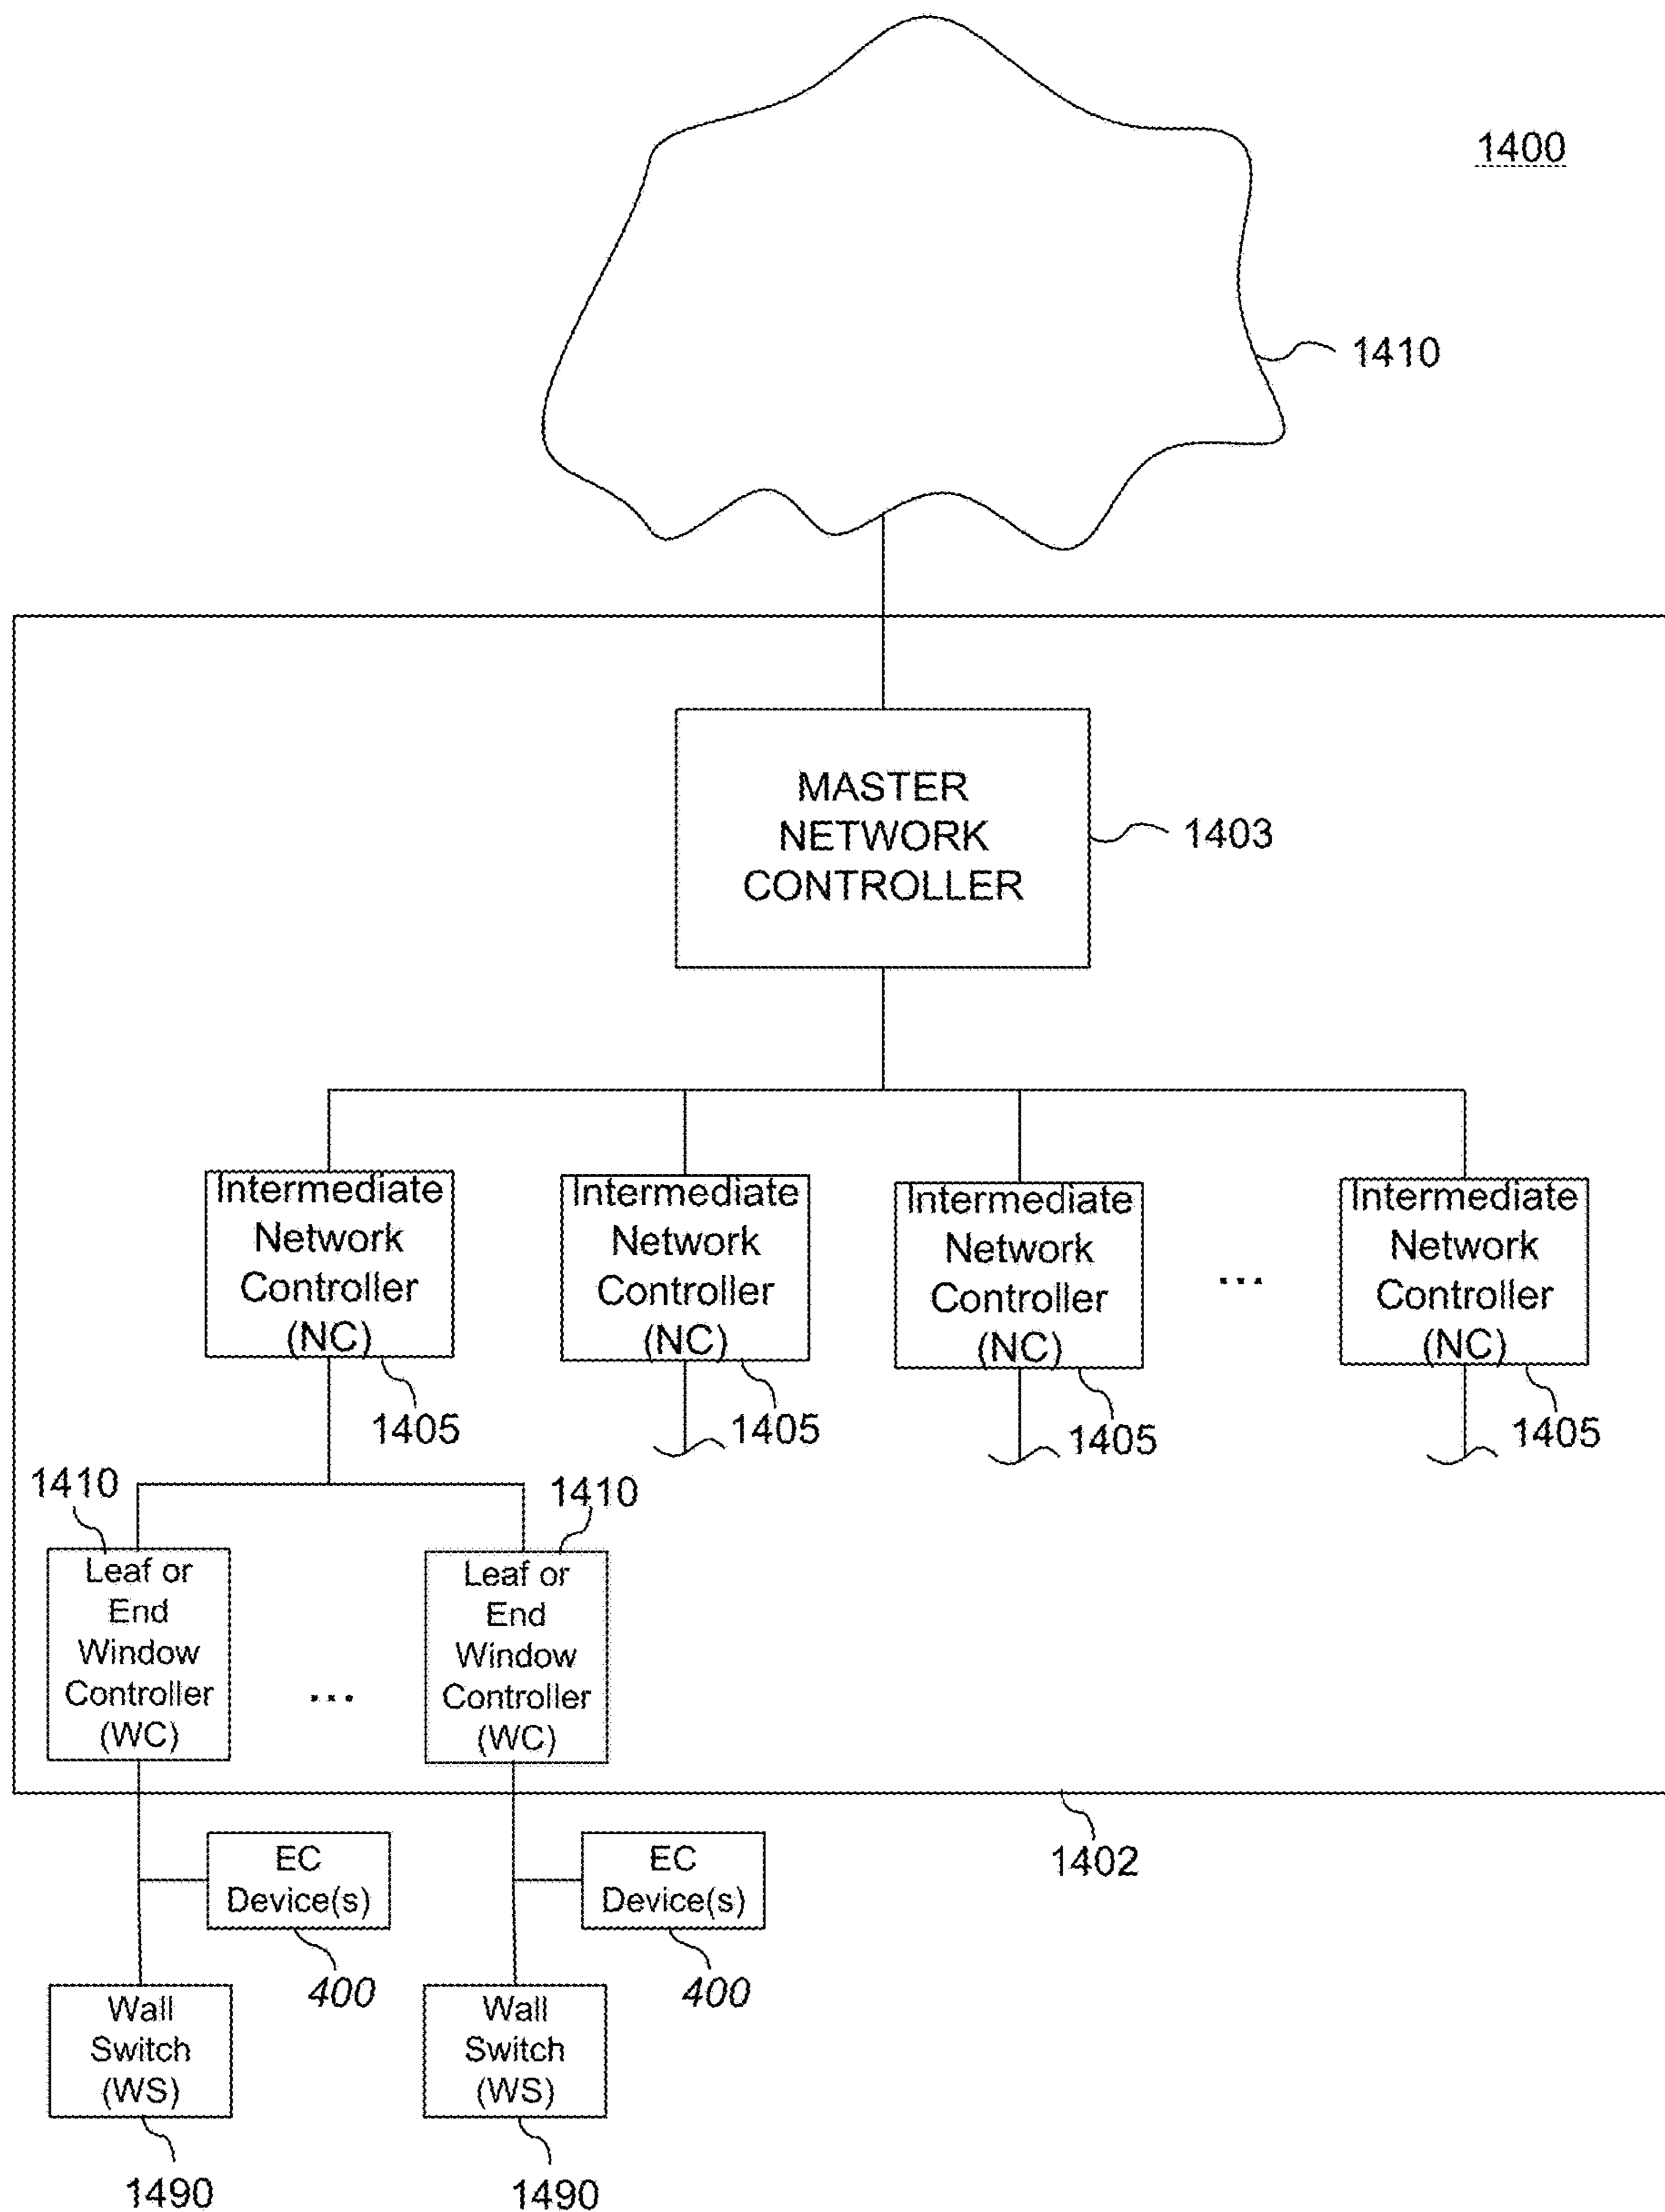 1400
1410
MASTER
NETWORK
CONTROLLER
1403
Intermediate
Network
Controller
(NC)
1405
Intermediate
Network
Controller
(NC)
1405
Intermediate
Network
Controller
(NC)
1405
...
Intermediate
Network
Controller
(NC)
1405
1410
Leaf or
End
Window
Controller
(WC)
...
1410
Leaf or
End
Window
Controller
(WC)
1402
EC
Device(s)
400
EC
Device(s)
400
Wall
Switch
(WS)
1490
Wall
Switch
(WS)
1490